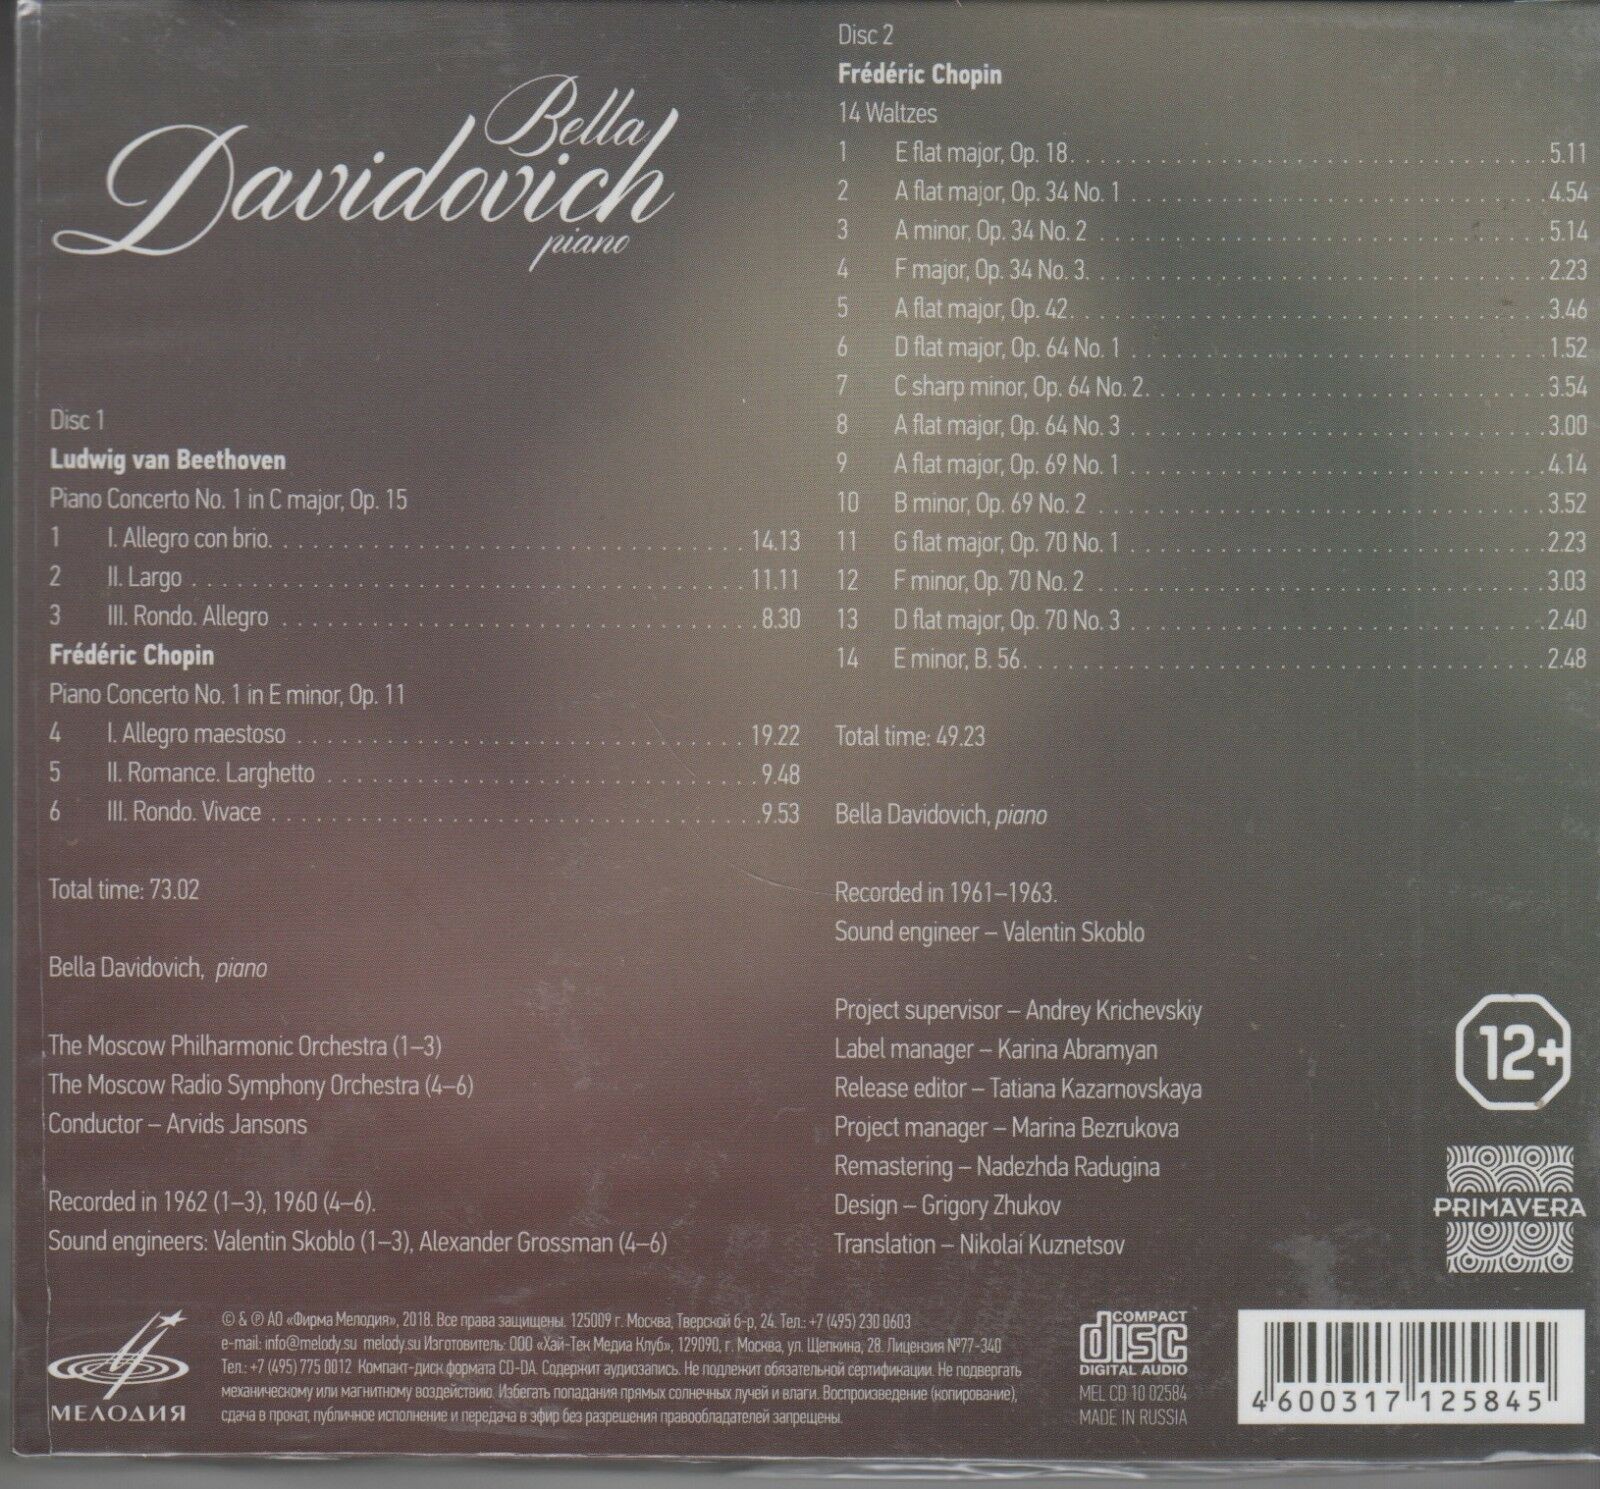 Bella
Davidovich
piano
Disc 1
Ludwig van Beethoven
Piano Concerto No. 1 in C major, Op. 15
1 I. Allegro con brio. 14.13
2 II. Largo 11.11
3 III. Rondo. Allegro 8.30
Frédéric Chopin
Piano Concerto No. 1 in E minor, Op. 11
4 I. Allegro maestoso 19.22
5 II. Romance. Larghetto 9.48
6 III. Rondo. Vivace 9.53
Total time: 73.02
Bella Davidovich, piano
The Moscow Philharmonic Orchestra (1–3)
The Moscow Radio Symphony Orchestra (4–6)
Conductor – Arvids Jansons
Recorded in 1962 (1–3), 1960 (4–6).
Sound engineers: Valentin Skoblo (1–3), Alexander Grossman (4–6)
Disc 2
Frédéric Chopin
14 Waltzes
1 E flat major, Op. 18. 5.11
2 A flat major, Op. 34 No. 1 4.54
3 A minor, Op. 34 No. 2 5.14
4 F major, Op. 34 No. 3. 2.23
5 A flat major, Op. 42. 3.46
6 D flat major, Op. 64 No. 1 1.52
7 C sharp minor, Op. 64 No. 2. 3.54
8 A flat major, Op. 64 No. 3 3.00
9 A flat major, Op. 69 No. 1 4.14
10 B minor, Op. 69 No. 2 3.52
11 G flat major, Op. 70 No. 1 2.23
12 F minor, Op. 70 No. 2 3.03
13 D flat major, Op. 70 No. 3 2.40
14 E minor, B. 56. 2.48
Total time: 49.23
Bella Davidovich, piano
Recorded in 1961–1963.
Sound engineer – Valentin Skoblo
Project supervisor – Andrey Krichevskiy
Label manager – Karina Abramyan
Release editor – Tatiana Kazarnovskaya
Project manager – Marina Bezrukova
Remastering – Nadezhda Radugina
Design – Grigory Zhukov
Translation – Nikolai Kuznetsov
12+
PRIMAVERA
МЕЛОДИЯ
© & ℗ АО «Фирма Мелодия», 2018. Все права защищены. 125009 г. Москва, Тверской б-р, 24. Тел.: +7 (495) 230 0603
e-mail: info@melody.su melody.su Изготовитель: ООО «Хай-Тек Медиа Клуб», 129090, г. Москва, ул. Щепкина, 28. Лицензия №77-340
Тел.: +7 (495) 775 0012 Компакт-диск формата CD-DA. Содержит аудиозапись. Не подлежит обязательной сертификации. Не подвергать
механическому или магнитному воздействию. Избегать попадания прямых солнечных лучей и влаги. Воспроизведение (копирование),
сдача в прокат, публичное исполнение и передача в эфир без разрешения правообладателей запрещены.
COMPACT
disc
DIGITAL AUDIO
MEL CD 10 02584
MADE IN RUSSIA
4 600317 125845